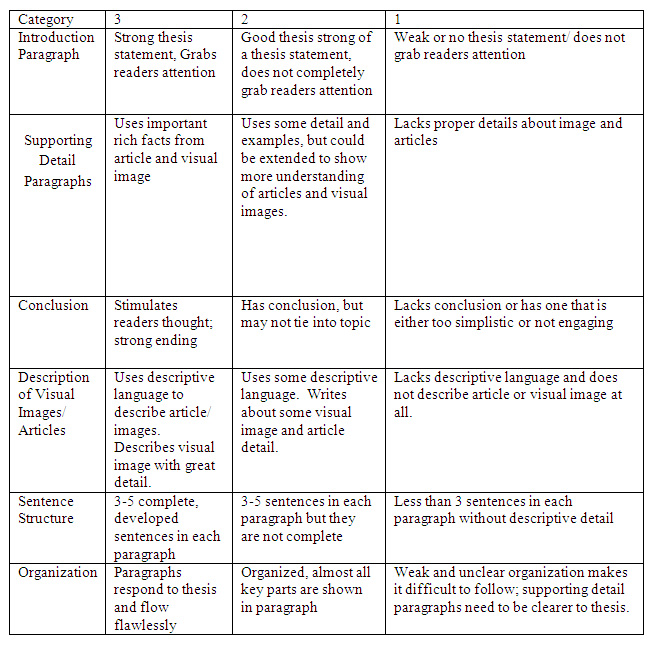 Category 3 2 1
Introduction
Paragraph
Strong thesis
statement, Grabs
readers attention
Good thesis strong of
a thesis statement,
does not completely
grab readers attention
Weak or no thesis statement/ does not
grab readers attention
Supporting
Detail
Paragraphs
Uses important
rich facts from
article and visual
image
Uses some detail and
examples, but could
be extended to show
more understanding
of articles and visual
images.
Lacks proper details about image and
articles
Conclusion
Stimulates
readers thought;
strong ending
Has conclusion, but
may not tie into topic
Lacks conclusion or has one that is
either too simplistic or not engaging
Description
of Visual
Images/
Articles
Uses descriptive
language to
describe article/
images.
Describes visual
image with great
detail.
Uses some descriptive
language.  Writes
about some visual
image and article
detail.
Lacks descriptive language and does
not describe article or visual image at
all.
Sentence
Structure
3-5 complete,
developed
sentences in each
paragraph
3-5 sentences in each
paragraph but they
are not complete
Less than 3 sentences in each
paragraph without descriptive detail
Organization
Paragraphs
respond to thesis
and flow
flawlessly
Organized, almost all
key parts are shown
in paragraph
Weak and unclear organization makes
it difficult to follow; supporting detail
paragraphs need to be clearer to thesis.